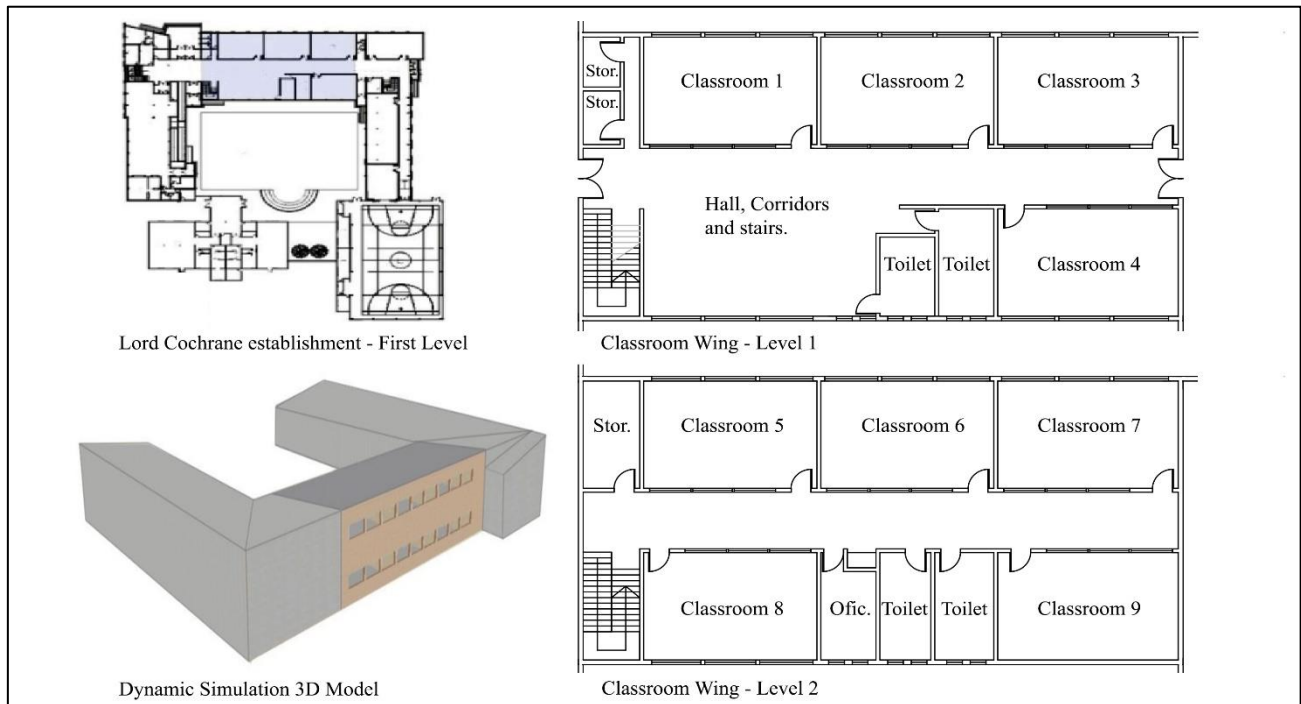 Lord Cochrane establishment - First Level
Stor.
Stor.
Classroom 1
Classroom 2
Classroom 3
Hall, Corridors
and stairs.
Toilet
Toilet
Classroom 4
Classroom Wing - Level 1
Dynamic Simulation 3D Model
Stor.
Classroom 5
Classroom 6
Classroom 7
Classroom 8
Ofic.
Toilet
Toilet
Classroom 9
Classroom Wing - Level 2